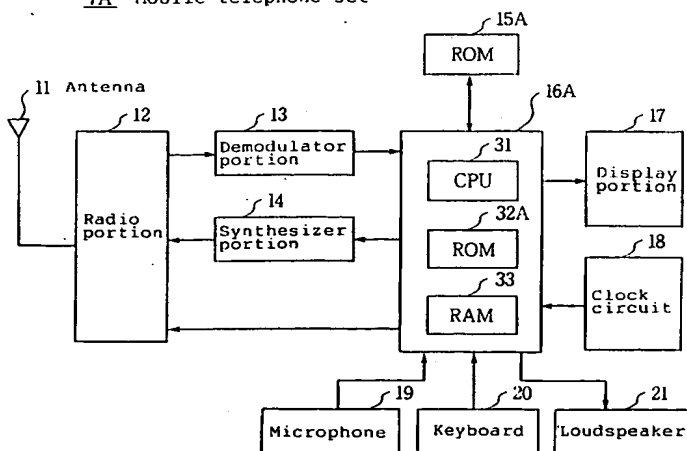 1A Mobile telephone set
15A
ROM
11 Antenna
12
13
16A
17
Demodulator
portion
31
CPU
Display
portion
14
32A
Radio
portion
Synthesizer
portion
ROM
18
33
Clock
circuit
RAM
19
20
21
Microphone
Keyboard
Loudspeaker